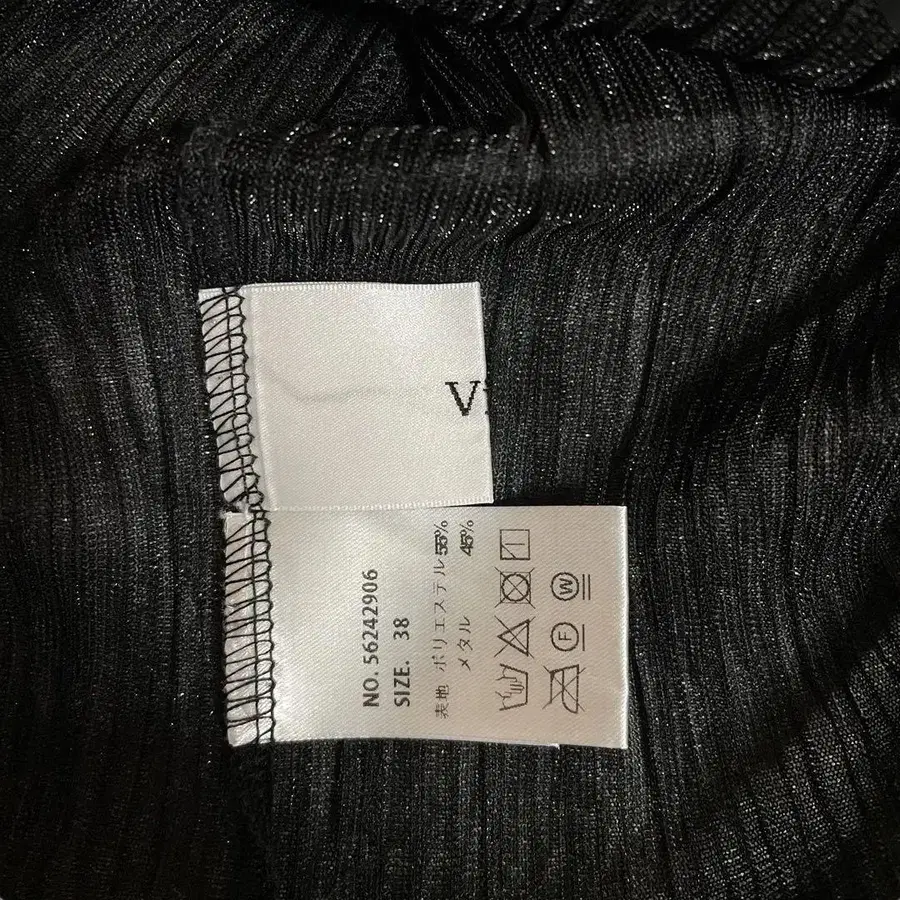 Vi
NO. 56242906
SIZE. 38
表地 ポリエステル 55%
メタル 45%
F W